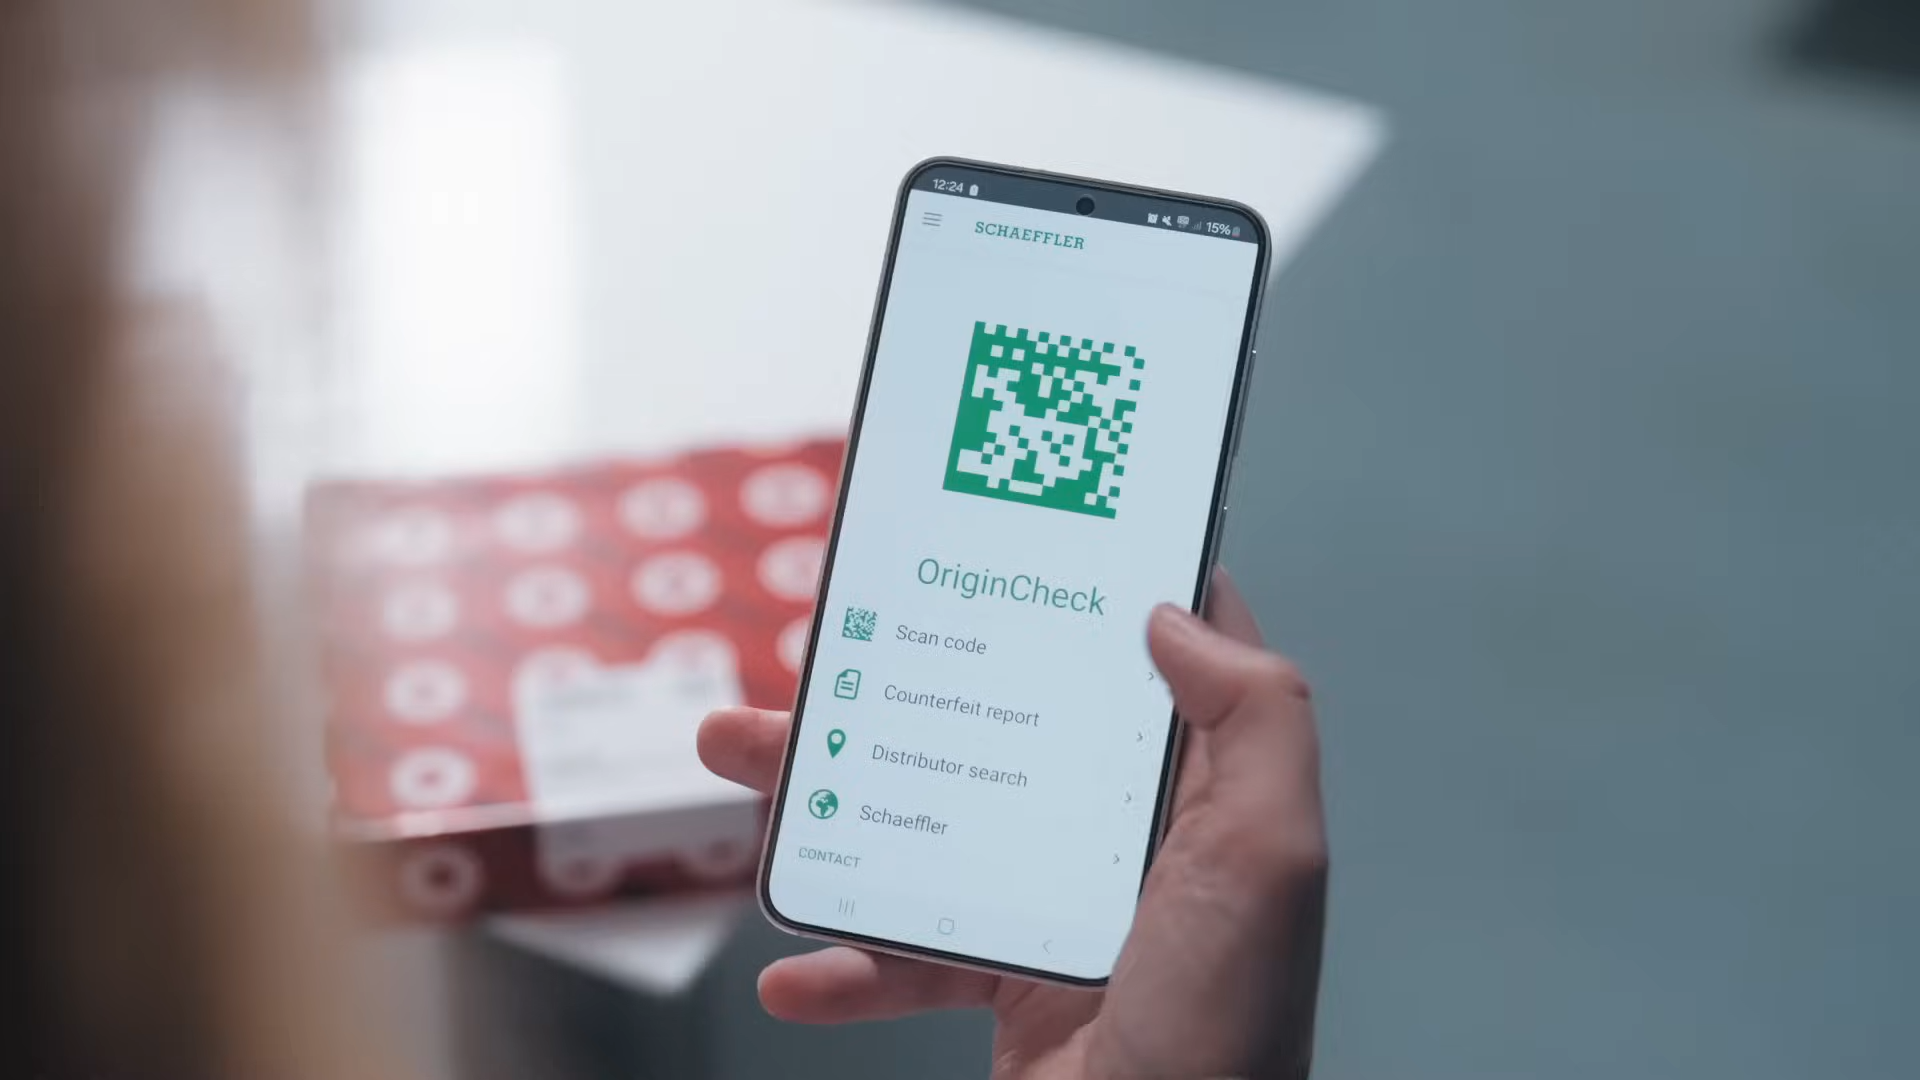 12:24
15%
SCHAEFFLER
OriginCheck
Scan code
Counterfeit report
Distributor search
Schaeffler
CONTACT